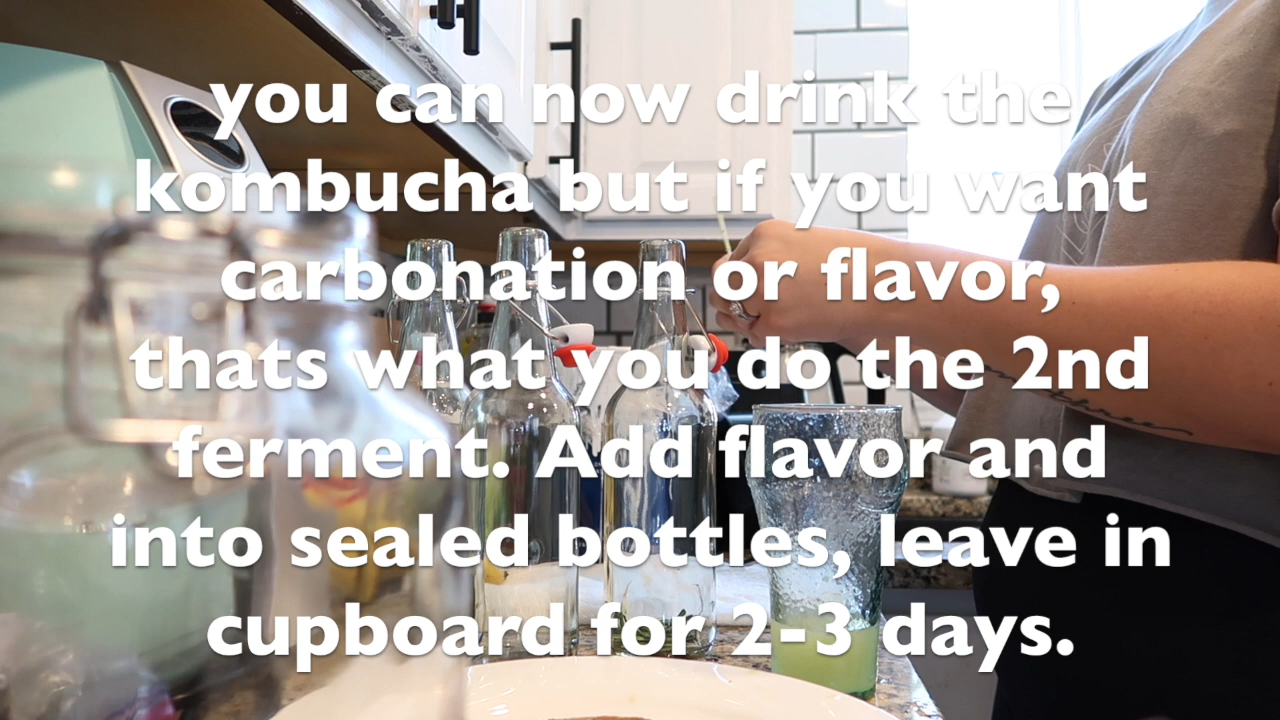 you can now drink the
kombucha but if you want
carbonation or flavor,
thats what you do the 2nd
ferment. Add flavor and
into sealed bottles, leave in
cupboard for 2-3 days.